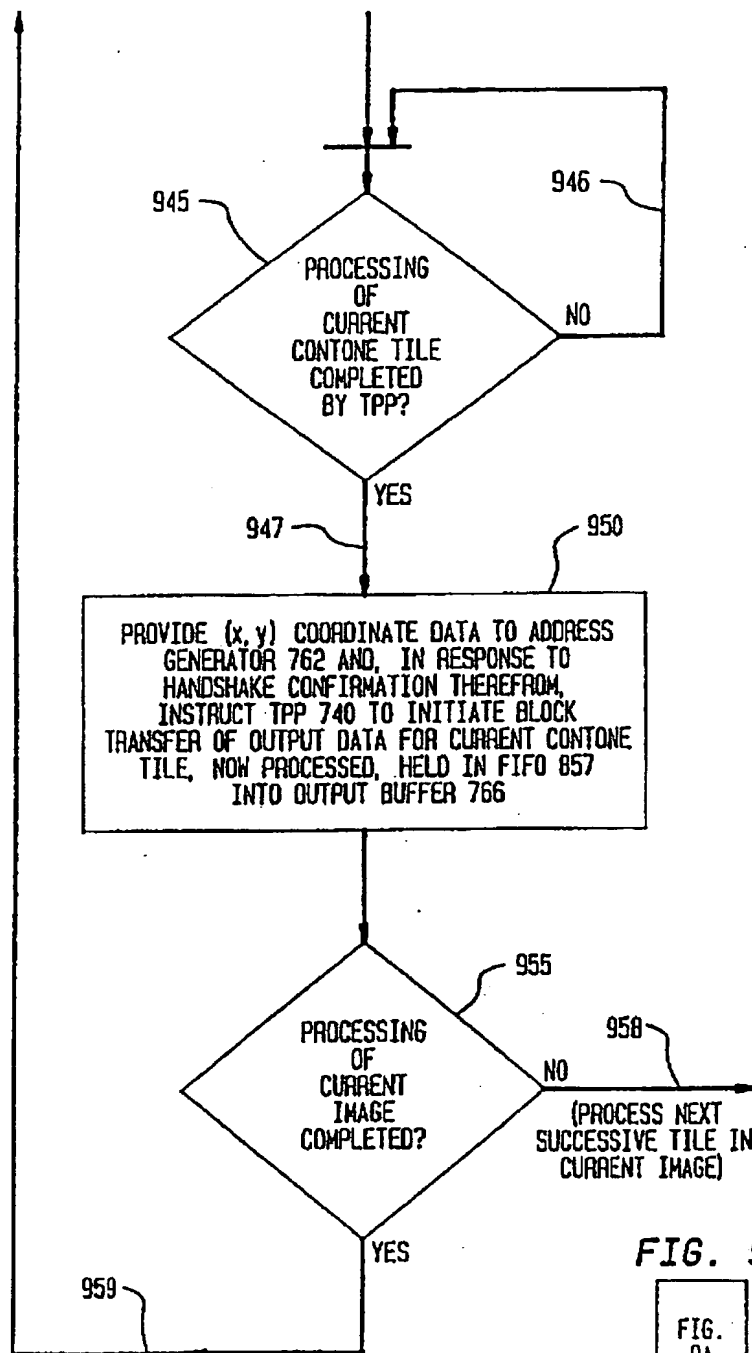 945
946
PROCESSING
OF
CURRENT
CONTONE TILE
COMPLETED
BY TPP?
NO
YES
947
950
PROVIDE (x, y) COORDINATE DATA TO ADDRESS
GENERATOR 762 AND, IN RESPONSE TO
HANDSHAKE CONFIRMATION THEREFROM,
INSTRUCT TPP 740 TO INITIATE BLOCK
TRANSFER OF OUTPUT DATA FOR CURRENT CONTONE
TILE, NOW PROCESSED, HELD IN FIFO 857
INTO OUTPUT BUFFER 766
955
958
PROCESSING
OF
CURRENT
IMAGE
COMPLETED?
NO
(PROCESS NEXT
SUCCESSIVE TILE IN
CURRENT IMAGE)
YES
959
FIG.
FIG.